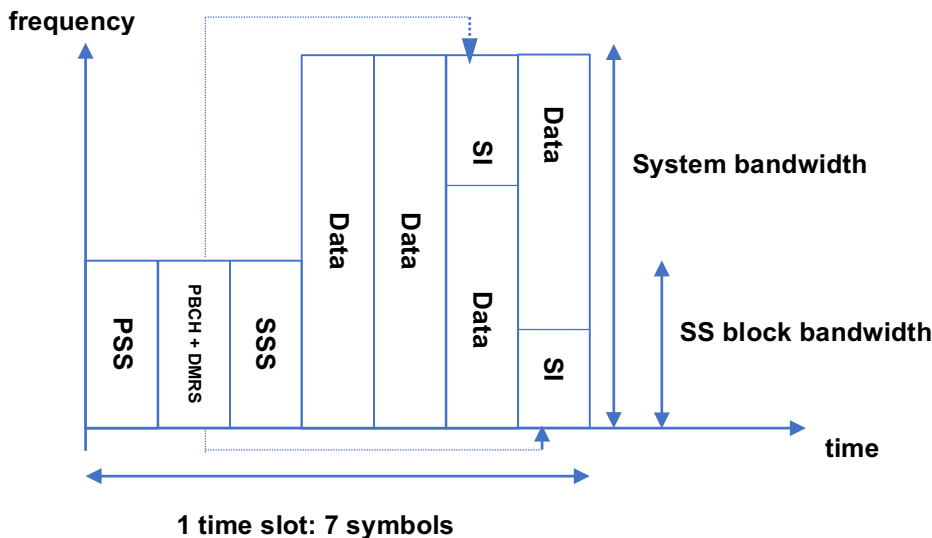 frequency
PSS
PBCH + DMRS
SSS
Data
Data
SI
Data
Data
SI
System bandwidth
SS block bandwidth
time
1 time slot: 7 symbols